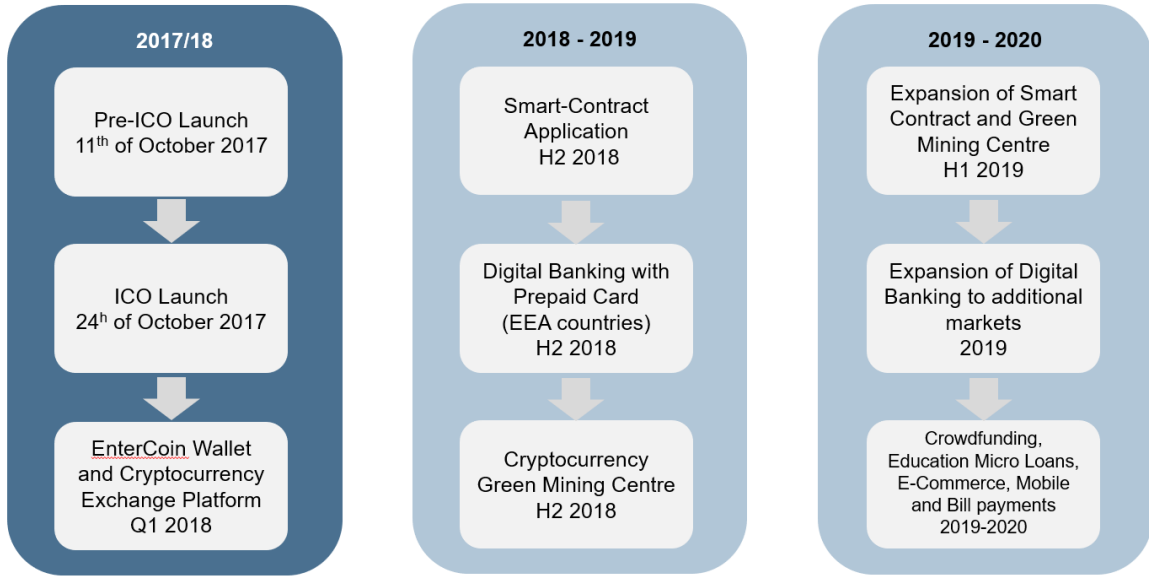 2017/18
Pre-ICO Launch
11th of October 2017
ICO Launch
24h of October 2017
EnterCoin Wallet
and Cryptocurrency
Exchange Platform
Q1 2018
2018 - 2019
Smart-Contract
Application
H2 2018
Digital Banking with
Prepaid Card
(EEA countries)
H2 2018
Cryptocurrency
Green Mining Centre
H2 2018
2019 - 2020
Expansion of Smart
Contract and Green
Mining Centre
H1 2019
Expansion of Digital
Banking to additional
markets
2019
Crowdfunding,
Education Micro Loans,
E-Commerce, Mobile
and Bill payments
2019-2020